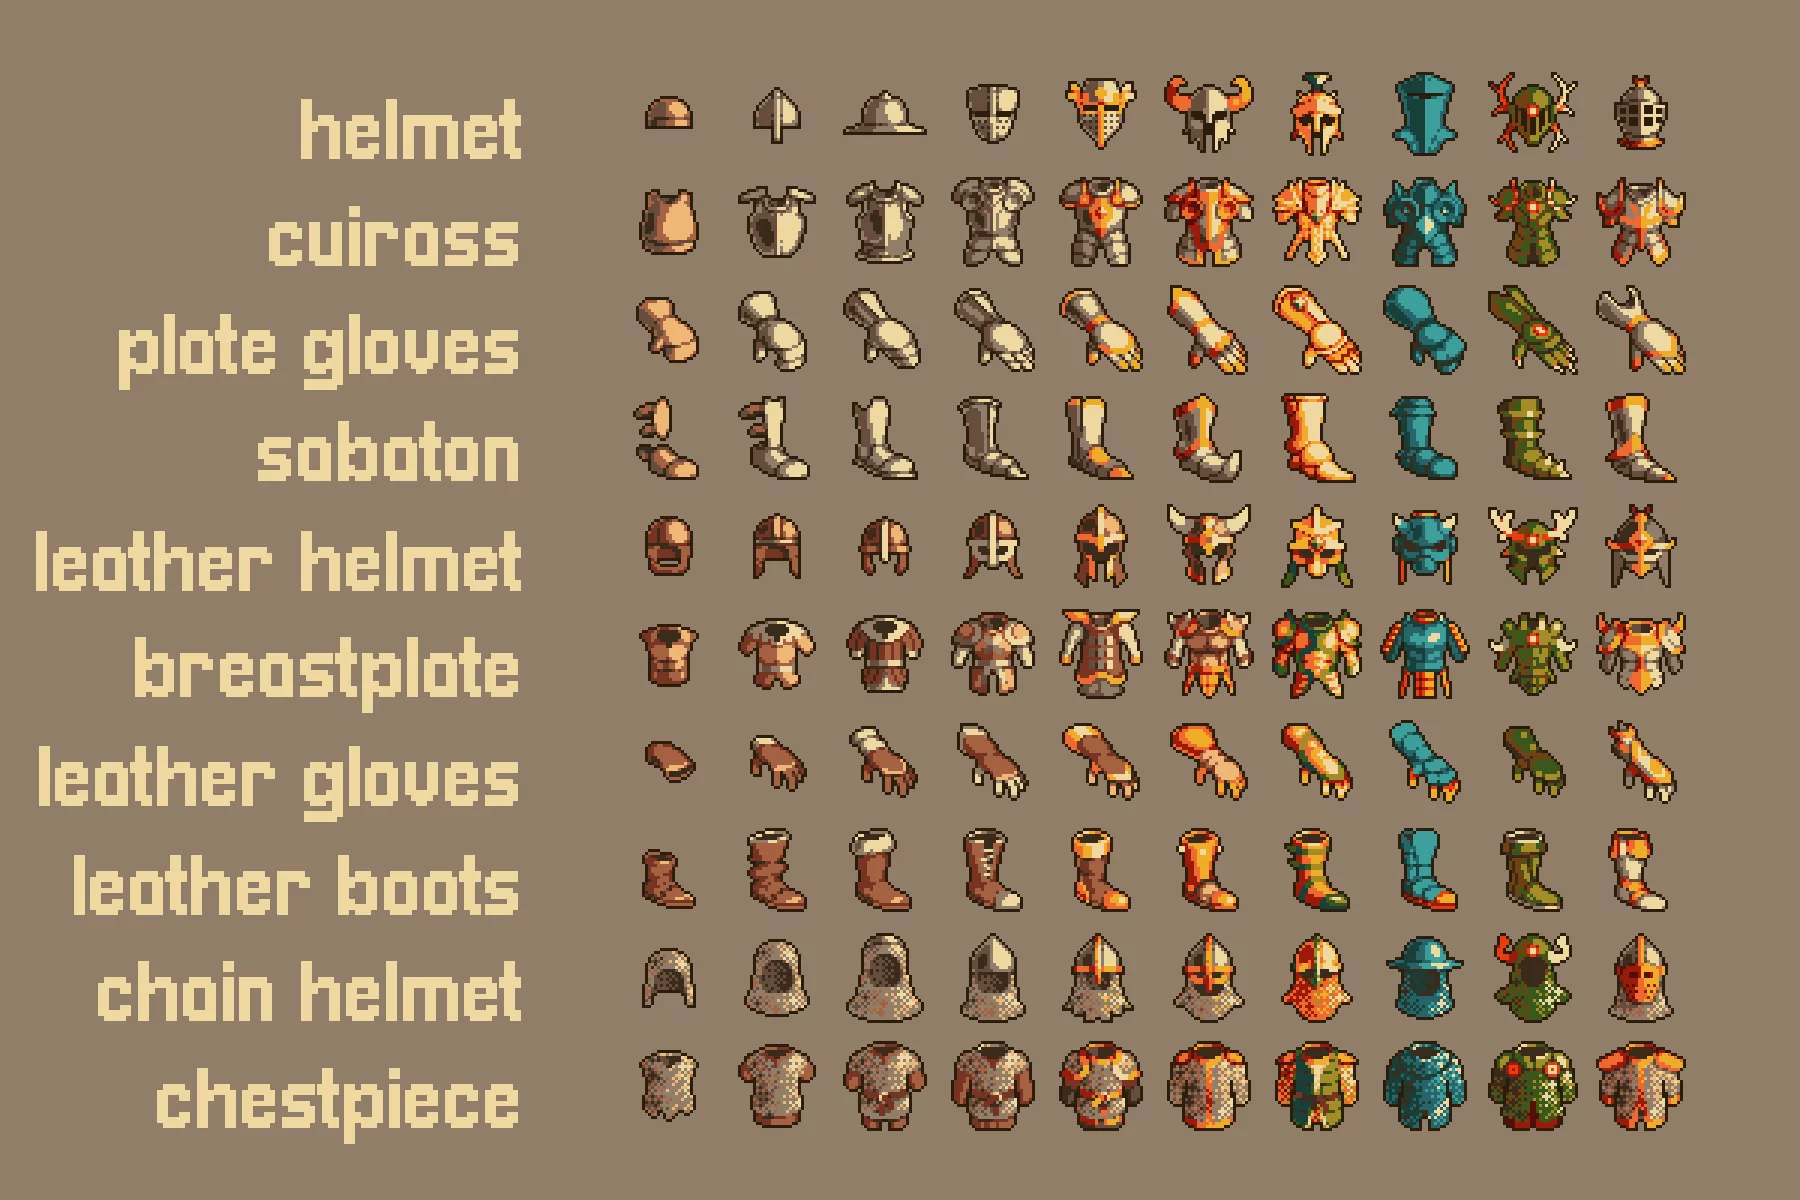 helmet
cuirass
plate gloves
sabaton
leather helmet
breastplate
leather gloves
leather boots
chain helmet
chestpiece